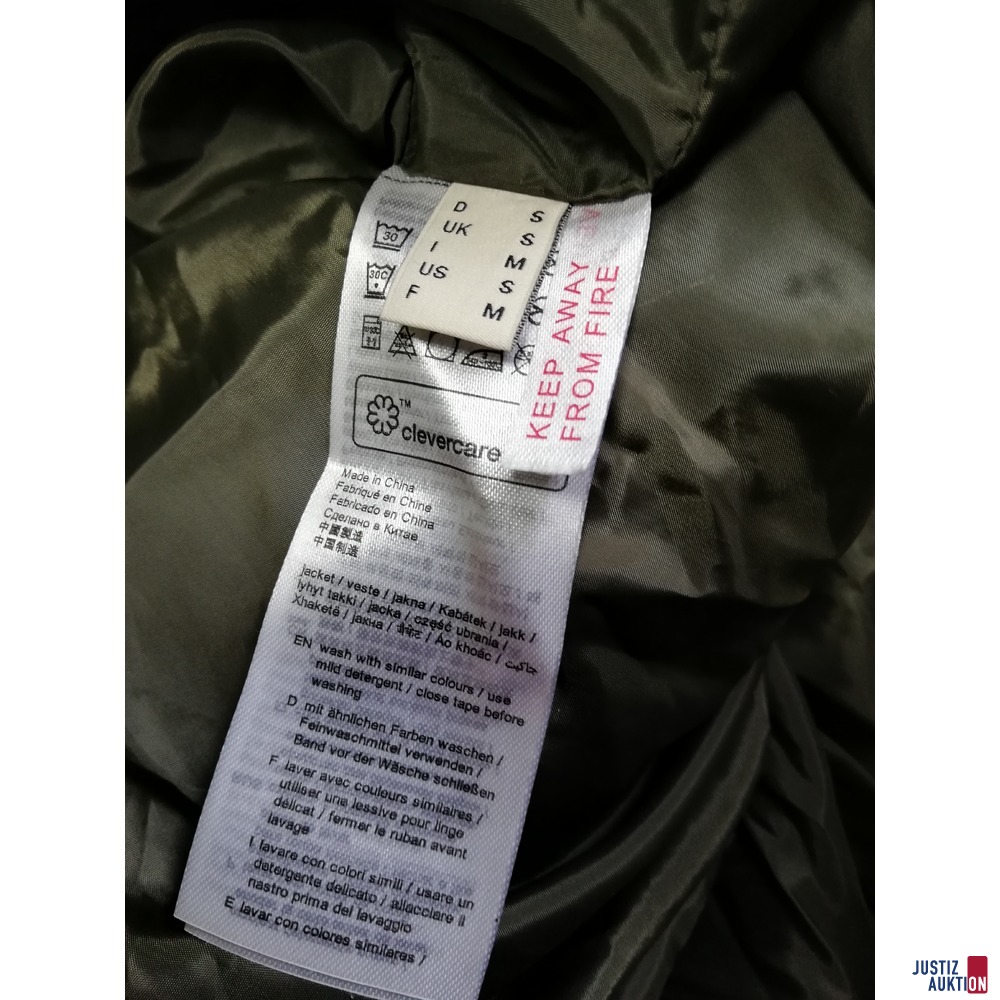 D S
UK S
I M
US S
F M
KEEP AWAY
FROM FIRE
30
30C
clevercare™
Made in China
Fabriqué en Chine
Fabricado en China
Сделано в Китае
中國製造
中国制造
jacket / veste / jakna / Kabátek / jakk /
lyhyt takki / jacka / część ubrania /
Xhaketë / јакна / / Áo khoác / جاكيت
EN wash with similar colours / use
mild detergent / close tape before
washing
D mit ähnlichen Farben waschen /
Feinwaschmittel verwenden /
Band vor der Wäsche schließen
F laver avec couleurs similaires /
utiliser une lessive pour linge
délicat / fermer le ruban avant
lavage
I lavare con colori simili / usare un
detergente delicato / allacciare il
nastro prima del lavaggio
E lavar con colores similares /
JUSTIZ
AUKTION